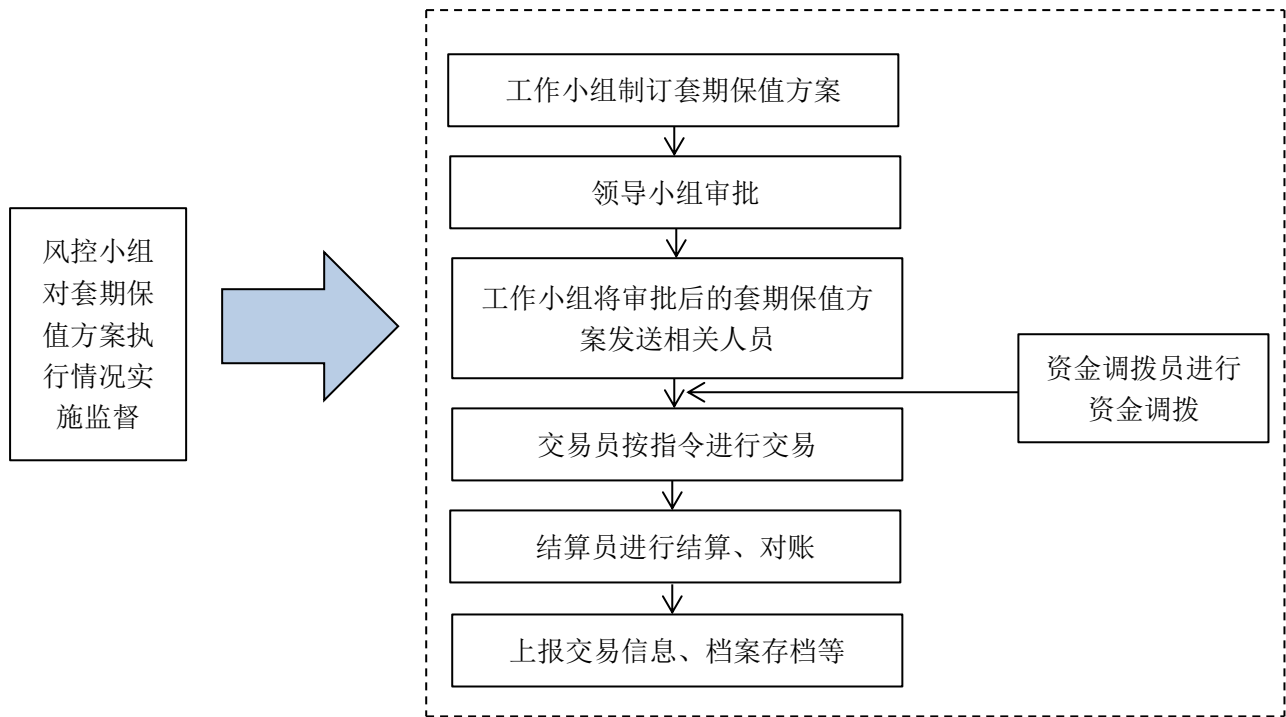 工作小组制订套期保值方案
领导小组审批
风控小组
对套期保
值方案执
行情况实
施监督
工作小组将审批后的套期保值方
案发送相关人员
资金调拨员进行
资金调拨
交易员按指令进行交易
结算员进行结算、对账
上报交易信息、档案存档等